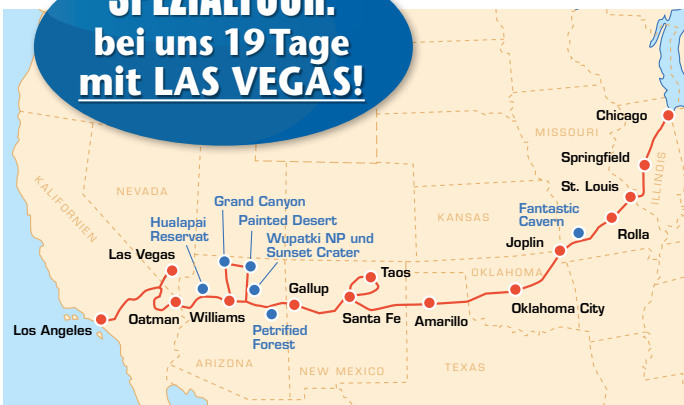 SPEZIALTOUR:
bei uns 19 Tage
mit LAS VEGAS!
Chicago
MISSOURI
Springfield
ILLINOIS
St. Louis
KALIFORNIEN
NEVADA
Grand Canyon
Fantastic
Cavern
KANSAS
Hualapai
Reservat
Painted Desert
Rolla
Wupatki NP und
Sunset Crater
Joplin
Las Vegas
Taos
OKLAHOMA
Gallup
Oklahoma City
Los Angeles
Oatman
Williams
Santa Fe
Amarillo
Petrified
Forest
ARIZONA
NEW MEXICO
TEXAS